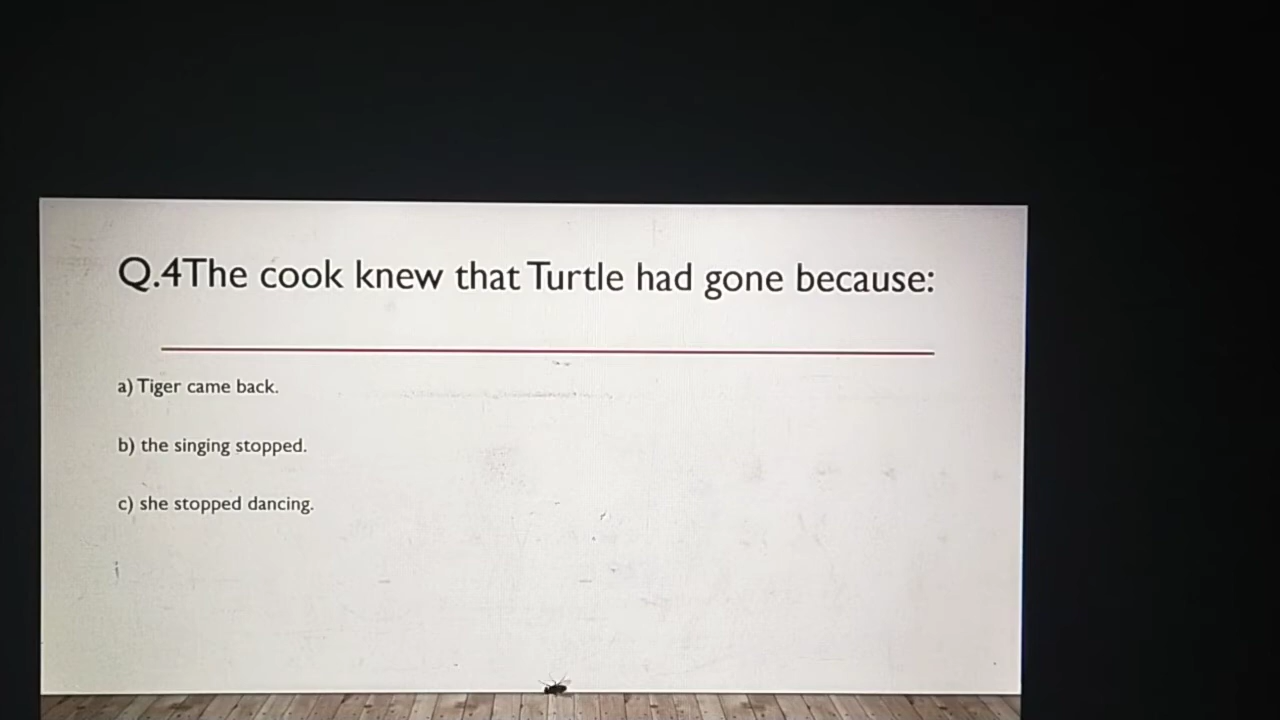 Q.4The cook knew that Turtle had gone because:
a) Tiger came back.
b) the singing stopped.
c) she stopped dancing.